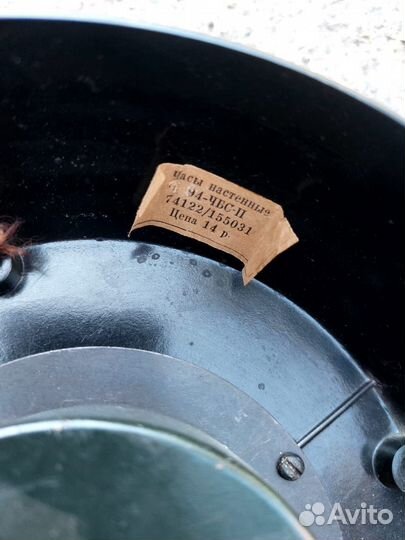 Часы настенные
94-ЧБС-П
74122/155031
Цена 14 р.
Avito